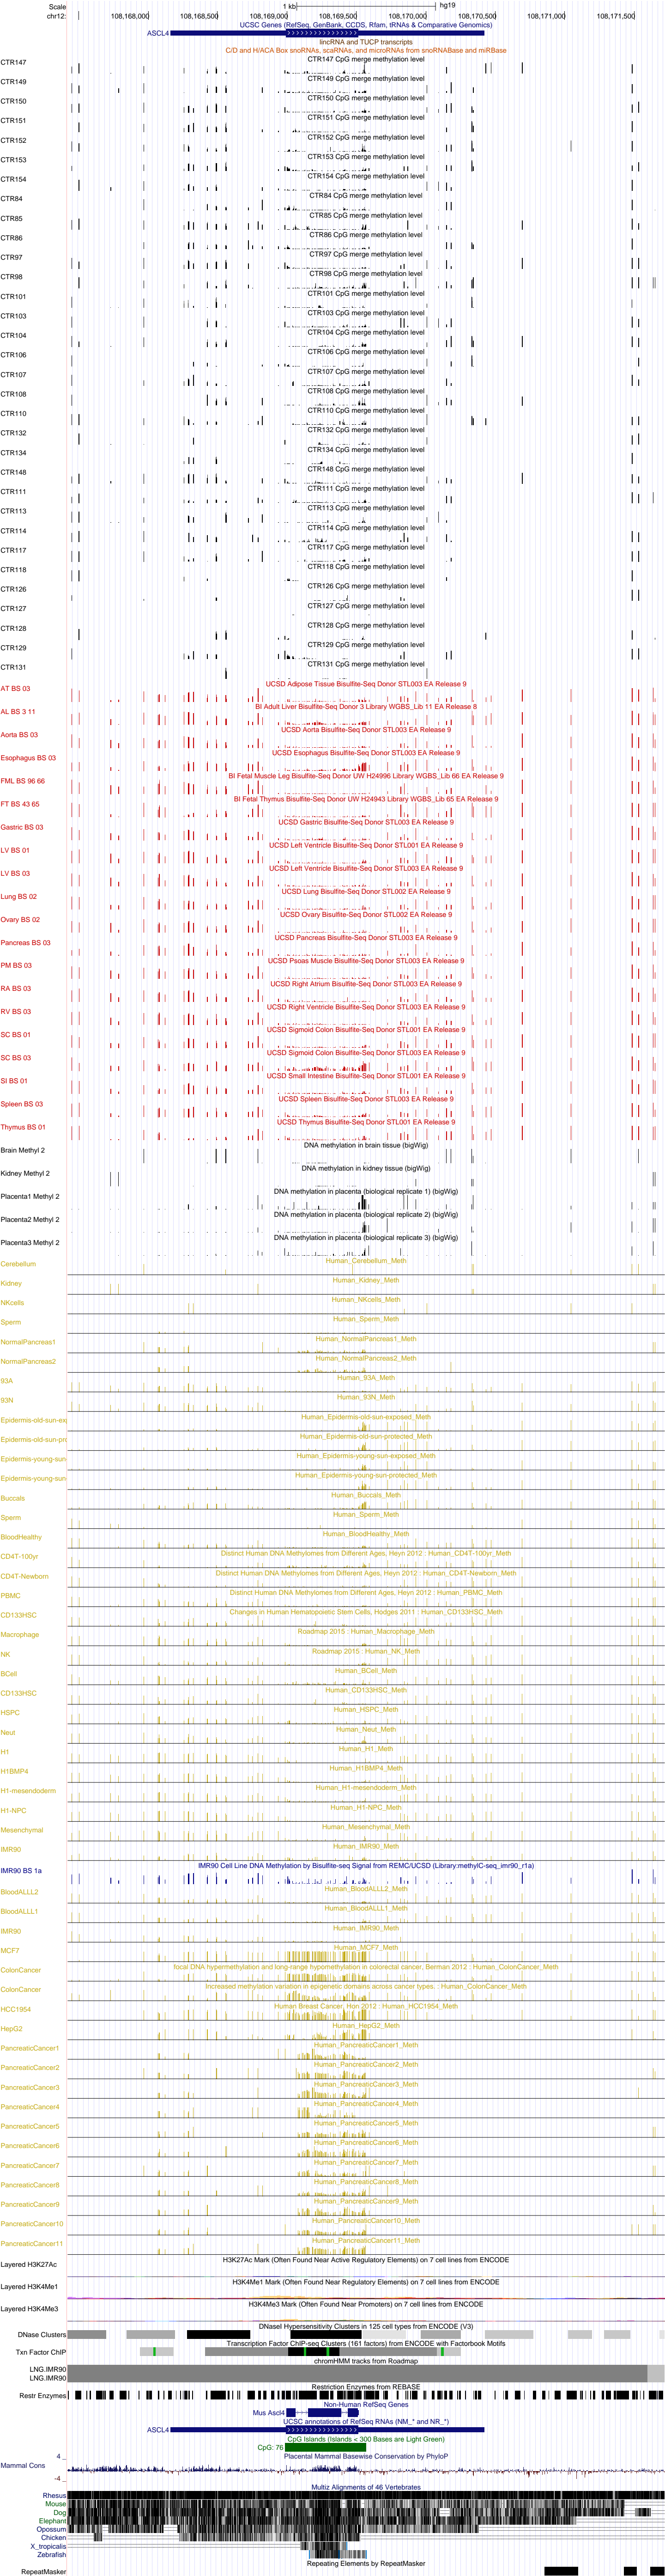 Scale 1 kb hg19
chr12: 108,168,000 108,168,500 108,169,000 108,169,500 108,170,000 108,170,500 108,171,000 108,171,500
UCSC Genes (RefSeq, GenBank, CCDS, Rfam, tRNAs & Comparative Genomics)
ASCL4
lincRNA and TUCP transcripts
C/D and H/ACA Box snoRNAs, scaRNAs, and microRNAs from snoRNABase and miRBase
CTR147 CpG merge methylation level
CTR147
CTR149 CpG merge methylation level
CTR149
CTR150 CpG merge methylation level
CTR150
CTR151 CpG merge methylation level
CTR151
CTR152 CpG merge methylation level
CTR152
CTR153 CpG merge methylation level
CTR153
CTR154 CpG merge methylation level
CTR154
CTR84 CpG merge methylation level
CTR84
CTR85 CpG merge methylation level
CTR85
CTR86 CpG merge methylation level
CTR86
CTR97 CpG merge methylation level
CTR97
CTR98 CpG merge methylation level
CTR98
CTR101 CpG merge methylation level
CTR101
CTR103 CpG merge methylation level
CTR103
CTR104 CpG merge methylation level
CTR104
CTR106 CpG merge methylation level
CTR106
CTR107 CpG merge methylation level
CTR107
CTR108 CpG merge methylation level
CTR108
CTR110 CpG merge methylation level
CTR110
CTR132 CpG merge methylation level
CTR132
CTR134 CpG merge methylation level
CTR134
CTR148 CpG merge methylation level
CTR148
CTR111 CpG merge methylation level
CTR111
CTR113 CpG merge methylation level
CTR113
CTR114 CpG merge methylation level
CTR114
CTR117 CpG merge methylation level
CTR117
CTR118 CpG merge methylation level
CTR118
CTR126 CpG merge methylation level
CTR126
CTR127 CpG merge methylation level
CTR127
CTR128 CpG merge methylation level
CTR128
CTR129 CpG merge methylation level
CTR129
CTR131 CpG merge methylation level
CTR131
UCSD Adipose Tissue Bisulfite-Seq Donor STL003 EA Release 9
AT BS 03
BI Adult Liver Bisulfite-Seq Donor 3 Library WGBS_Lib 11 EA Release 8
AL BS 3 11
UCSD Aorta Bisulfite-Seq Donor STL003 EA Release 9
Aorta BS 03
UCSD Esophagus Bisulfite-Seq Donor STL003 EA Release 9
Esophagus BS 03
BI Fetal Muscle Leg Bisulfite-Seq Donor UW H24996 Library WGBS_Lib 66 EA Release 9
FML BS 96 66
BI Fetal Thymus Bisulfite-Seq Donor UW H24943 Library WGBS_Lib 65 EA Release 9
FT BS 43 65
UCSD Gastric Bisulfite-Seq Donor STL003 EA Release 9
Gastric BS 03
UCSD Left Ventricle Bisulfite-Seq Donor STL001 EA Release 9
LV BS 01
UCSD Left Ventricle Bisulfite-Seq Donor STL003 EA Release 9
LV BS 03
UCSD Lung Bisulfite-Seq Donor STL002 EA Release 9
Lung BS 02
UCSD Ovary Bisulfite-Seq Donor STL002 EA Release 9
Ovary BS 02
UCSD Pancreas Bisulfite-Seq Donor STL003 EA Release 9
Pancreas BS 03
UCSD Psoas Muscle Bisulfite-Seq Donor STL003 EA Release 9
PM BS 03
UCSD Right Atrium Bisulfite-Seq Donor STL003 EA Release 9
RA BS 03
UCSD Right Ventricle Bisulfite-Seq Donor STL003 EA Release 9
RV BS 03
UCSD Sigmoid Colon Bisulfite-Seq Donor STL001 EA Release 9
SC BS 01
UCSD Sigmoid Colon Bisulfite-Seq Donor STL003 EA Release 9
SC BS 03
UCSD Small Intestine Bisulfite-Seq Donor STL001 EA Release 9
SI BS 01
UCSD Spleen Bisulfite-Seq Donor STL003 EA Release 9
Spleen BS 03
UCSD Thymus Bisulfite-Seq Donor STL001 EA Release 9
Thymus BS 01
DNA methylation in brain tissue (bigWig)
Brain Methyl 2
DNA methylation in kidney tissue (bigWig)
Kidney Methyl 2
DNA methylation in placenta (biological replicate 1) (bigWig)
Placenta1 Methyl 2
DNA methylation in placenta (biological replicate 2) (bigWig)
Placenta2 Methyl 2
DNA methylation in placenta (biological replicate 3) (bigWig)
Placenta3 Methyl 2
Human_Cerebellum_Meth
Cerebellum
Human_Kidney_Meth
Kidney
Human_NKcells_Meth
NKcells
Human_Sperm_Meth
Sperm
Human_NormalPancreas1_Meth
NormalPancreas1
Human_NormalPancreas2_Meth
NormalPancreas2
Human_93A_Meth
93A
Human_93N_Meth
93N
Human_Epidermis-old-sun-exposed_Meth
Epidermis-old-sun-ex
Human_Epidermis-old-sun-protected_Meth
Epidermis-old-sun-pr
Human_Epidermis-young-sun-exposed_Meth
Epidermis-young-sun
Human_Epidermis-young-sun-protected_Meth
Epidermis-young-sun
Human_Buccals_Meth
Buccals
Human_Sperm_Meth
Sperm
Human_BloodHealthy_Meth
BloodHealthy
Distinct Human DNA Methylomes from Different Ages, Heyn 2012 : Human_CD4T-100yr_Meth
CD4T-100yr
Distinct Human DNA Methylomes from Different Ages, Heyn 2012 : Human_CD4T-Newborn_Meth
CD4T-Newborn
Distinct Human DNA Methylomes from Different Ages, Heyn 2012 : Human_PBMC_Meth
PBMC
Changes in Human Hematopoietic Stem Cells, Hodges 2011 : Human_CD133HSC_Meth
CD133HSC
Roadmap 2015 : Human_Macrophage_Meth
Macrophage
Roadmap 2015 : Human_NK_Meth
NK
Human_BCell_Meth
BCell
Human_CD133HSC_Meth
CD133HSC
Human_HSPC_Meth
HSPC
Human_Neut_Meth
Neut
Human_H1_Meth
H1
Human_H1BMP4_Meth
H1BMP4
Human_H1-mesendoderm_Meth
H1-mesendoderm
Human_H1-NPC_Meth
H1-NPC
Human_Mesenchymal_Meth
Mesenchymal
Human_IMR90_Meth
IMR90
IMR90 Cell Line DNA Methylation by Bisulfite-seq Signal from REMC/UCSD (Library:methylC-seq_imr90_r1a)
IMR90 BS 1a
Human_BloodALLL2_Meth
BloodALLL2
Human_BloodALLL1_Meth
BloodALLL1
Human_IMR90_Meth
IMR90
Human_MCF7_Meth
MCF7
focal DNA hypermethylation and long-range hypomethylation in colorectal cancer, Berman 2012 : Human_ColonCancer_Meth
ColonCancer
Increased methylation variation in epigenetic domains across cancer types. : Human_ColonCancer_Meth
ColonCancer
Human Breast Cancer, Hon 2012 : Human_HCC1954_Meth
HCC1954
Human_HepG2_Meth
HepG2
Human_PancreaticCancer1_Meth
PancreaticCancer1
Human_PancreaticCancer2_Meth
PancreaticCancer2
Human_PancreaticCancer3_Meth
PancreaticCancer3
Human_PancreaticCancer4_Meth
PancreaticCancer4
Human_PancreaticCancer5_Meth
PancreaticCancer5
Human_PancreaticCancer6_Meth
PancreaticCancer6
Human_PancreaticCancer7_Meth
PancreaticCancer7
Human_PancreaticCancer8_Meth
PancreaticCancer8
Human_PancreaticCancer9_Meth
PancreaticCancer9
Human_PancreaticCancer10_Meth
PancreaticCancer10
Human_PancreaticCancer11_Meth
PancreaticCancer11
H3K27Ac Mark (Often Found Near Active Regulatory Elements) on 7 cell lines from ENCODE
Layered H3K27Ac
H3K4Me1 Mark (Often Found Near Regulatory Elements) on 7 cell lines from ENCODE
Layered H3K4Me1
H3K4Me3 Mark (Often Found Near Promoters) on 7 cell lines from ENCODE
Layered H3K4Me3
DNaseI Hypersensitivity Clusters in 125 cell types from ENCODE (V3)
DNase Clusters
Transcription Factor ChIP-seq Clusters (161 factors) from ENCODE with Factorbook Motifs
Txn Factor ChIP
chromHMM tracks from Roadmap
LNG.IMR90
LNG.IMR90
Restriction Enzymes from REBASE
Restr Enzymes
Non-Human RefSeq Genes
Mus Ascl4
UCSC annotations of RefSeq RNAs (NM_* and NR_*)
ASCL4
CpG Islands (Islands < 300 Bases are Light Green)
CpG: 76
Placental Mammal Basewise Conservation by PhyloP
4 _
Mammal Cons
-4 _
Multiz Alignments of 46 Vertebrates
Rhesus
Mouse
Dog
Elephant
Opossum
Chicken
X_tropicalis
Zebrafish
Repeating Elements by RepeatMasker
RepeatMasker